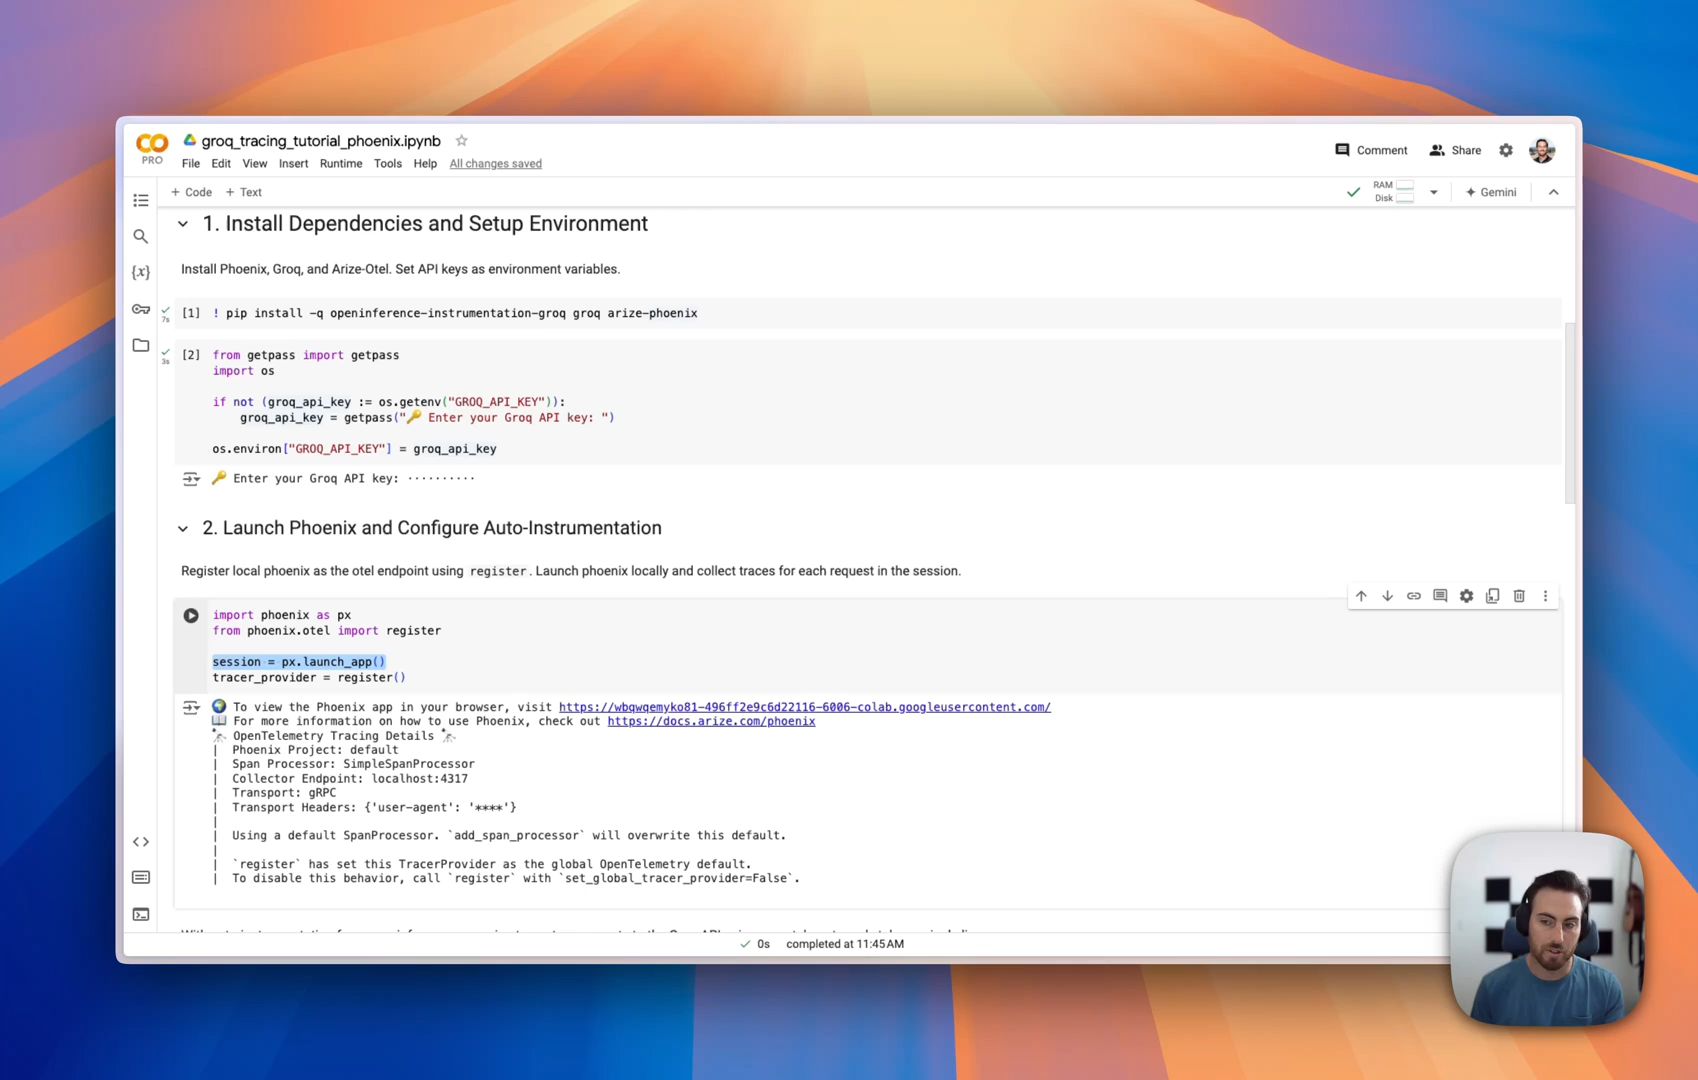 PRO
groq_tracing_tutorial_phoenix.ipynb
File Edit View Insert Runtime Tools Help All changes saved
Comment
Share
+ Code + Text
RAM
Disk
Gemini
1. Install Dependencies and Setup Environment
Install Phoenix, Groq, and Arize-Otel. Set API keys as environment variables.
7s
[1] ! pip install -q openinference-instrumentation-groq groq arize-phoenix
3s
[2] from getpass import getpass
import os
if not (groq_api_key := os.getenv("GROQ_API_KEY")):
groq_api_key = getpass("🔑 Enter your Groq API key: ")
os.environ["GROQ_API_KEY"] = groq_api_key
🔑 Enter your Groq API key: ··········
2. Launch Phoenix and Configure Auto-Instrumentation
Register local phoenix as the otel endpoint using register. Launch phoenix locally and collect traces for each request in the session.
import phoenix as px
from phoenix.otel import register
session = px.launch_app()
tracer_provider = register()
🌍 To view the Phoenix app in your browser, visit https://wbqwqemyko81-496ff2e9c6d22116-6006-colab.googleusercontent.com/
📖 For more information on how to use Phoenix, check out https://docs.arize.com/phoenix
🔭 OpenTelemetry Tracing Details 🔭
| Phoenix Project: default
| Span Processor: SimpleSpanProcessor
| Collector Endpoint: localhost:4317
| Transport: gRPC
| Transport Headers: {'user-agent': '****'}
|
| Using a default SpanProcessor. `add_span_processor` will overwrite this default.
|
| `register` has set this TracerProvider as the global OpenTelemetry default.
| To disable this behavior, call `register` with `set_global_tracer_provider=False`.
0s completed at 11:45 AM